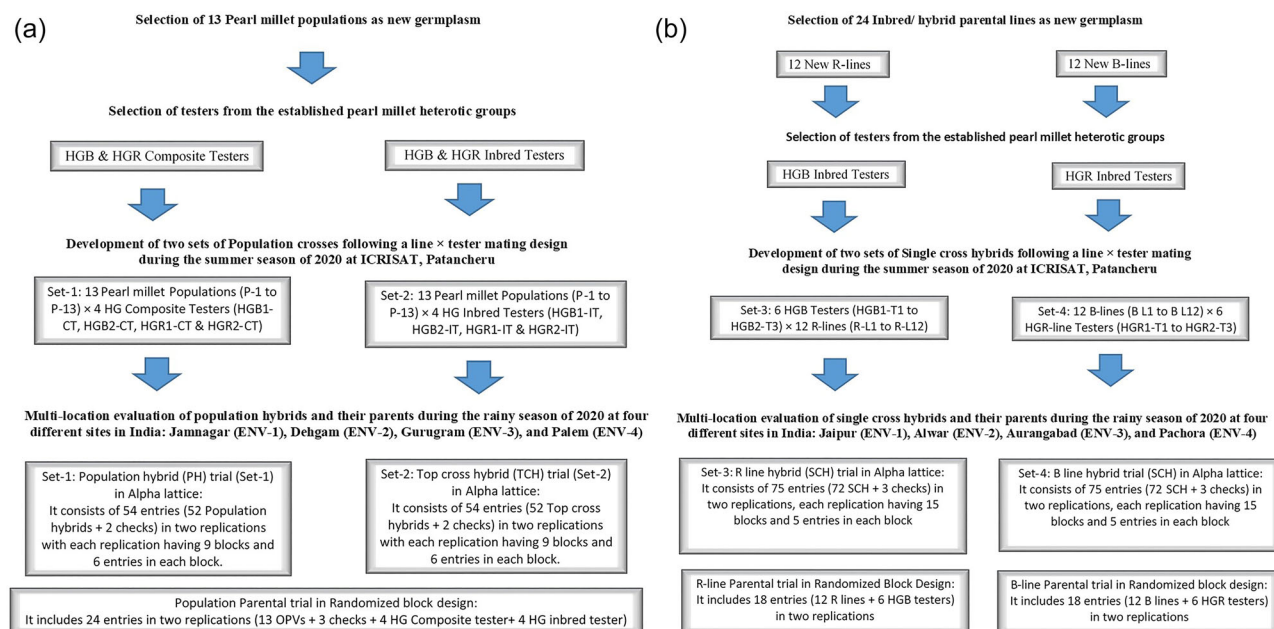 (a)
Selection of 13 Pearl millet populations as new germplasm
Selection of testers from the established pearl millet heterotic groups
HGB & HGR Composite Testers
HGB & HGR Inbred Testers
Development of two sets of Population crosses following a line × tester mating design
during the summer season of 2020 at ICRISAT, Patancheru
Set-1: 13 Pearl millet Populations (P-1 to
P-13) × 4 HG Composite Testers (HGB1-
CT, HGB2-CT, HGR1-CT & HGR2-CT)
Set-2: 13 Pearl millet Populations (P-1 to
P-13) × 4 HG Inbred Testers (HGB1-IT,
HGB2-IT, HGR1-IT & HGR2-IT)
Multi-location evaluation of population hybrids and their parents during the rainy season of 2020 at four
different sites in India: Jamnagar (ENV-1), Dehgam (ENV-2), Gurugram (ENV-3), and Palem (ENV-4)
Set-1: Population hybrid (PH) trial (Set-1)
in Alpha lattice:
It consists of 54 entries (52 Population
hybrids + 2 checks) in two replications
with each replication having 9 blocks and
6 entries in each block.
Set-2: Top cross hybrid (TCH) trial (Set-2)
in Alpha lattice:
It consists of 54 entries (52 Top cross
hybrids + 2 checks) in two replications
with each replication having 9 blocks and
6 entries in each block.
Population Parental trial in Randomized block design:
It includes 24 entries in two replications (13 OPVs + 3 checks + 4 HG Composite tester+ 4 HG inbred tester)
(b)
Selection of 24 Inbred/ hybrid parental lines as new germplasm
12 New R-lines
12 New B-lines
Selection of testers from the established pearl millet heterotic groups
HGB Inbred Testers
HGR Inbred Testers
Development of two sets of Single cross hybrids following a line × tester mating
design during the summer season of 2020 at ICRISAT, Patancheru
Set-3: 6 HGB Testers (HGB1-T1 to
HGB2-T3) × 12 R-lines (R-L1 to R-L12)
Set-4: 12 B-lines (B L1 to B L12) × 6
HGR-line Testers (HGR1-T1 to HGR2-T3)
Multi-location evaluation of single cross hybrids and their parents during the rainy season of 2020 at four
different sites in India: Jaipur (ENV-1), Alwar (ENV-2), Aurangabad (ENV-3), and Pachora (ENV-4)
Set-3: R line hybrid (SCH) trial in Alpha lattice:
It consists of 75 entries (72 SCH + 3 checks) in
two replications, each replication having 15
blocks and 5 entries in each block
Set-4: B line hybrid trial (SCH) in Alpha lattice:
It consists of 75 entries (72 SCH + 3 checks) in
two replications, each replication having 15
blocks and 5 entries in each block
R-line Parental trial in Randomized Block Design:
It includes 18 entries (12 R lines + 6 HGB testers)
in two replications
B-line Parental trial in Randomized block design:
It includes 18 entries (12 B lines + 6 HGR testers)
in two replications